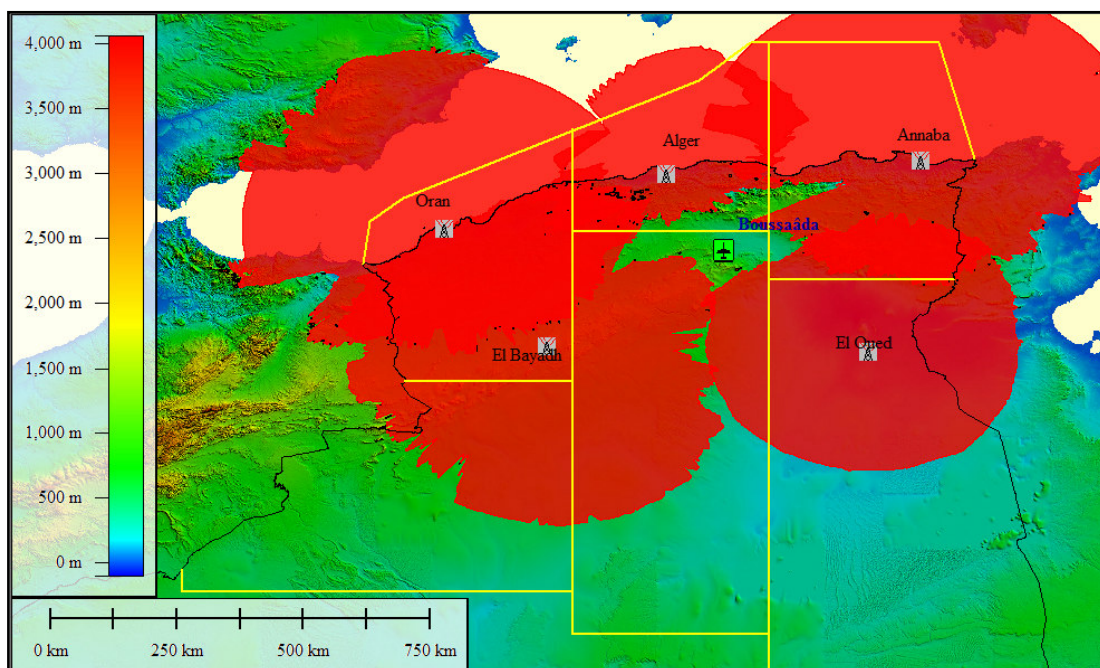 4,000 m
3,500 m
3,000 m
2,500 m
2,000 m
1,500 m
1,000 m
500 m
0 m
Alger
Annaba
Oran
Boussaâda
El Bayadh
El Oued
0 km
250 km
500 km
750 km